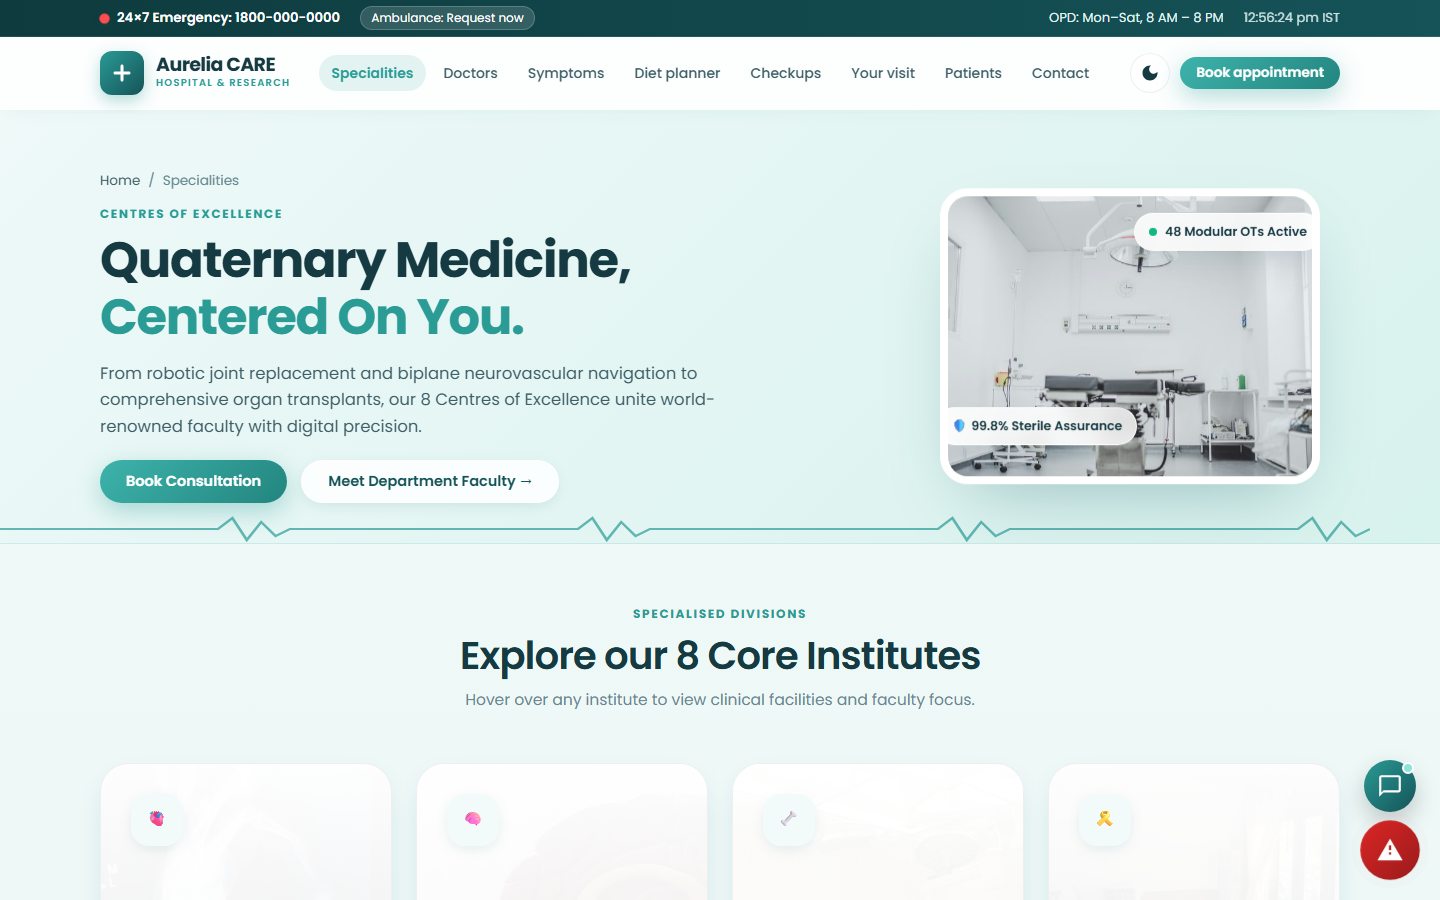 24×7 Emergency: 1800-000-0000
Ambulance: Request now
OPD: Mon–Sat, 8 AM – 8 PM
12:56:24 pm IST
Aurelia CARE
HOSPITAL & RESEARCH
Specialities
Doctors
Symptoms
Diet planner
Checkups
Your visit
Patients
Contact
Book appointment
Home / Specialities
CENTRES OF EXCELLENCE
Quaternary Medicine,
Centered On You.
From robotic joint replacement and biplane neurovascular navigation to
comprehensive organ transplants, our 8 Centres of Excellence unite world-
renowned faculty with digital precision.
Book Consultation
Meet Department Faculty →
48 Modular OTs Active
99.8% Sterile Assurance
SPECIALISED DIVISIONS
Explore our 8 Core Institutes
Hover over any institute to view clinical facilities and faculty focus.